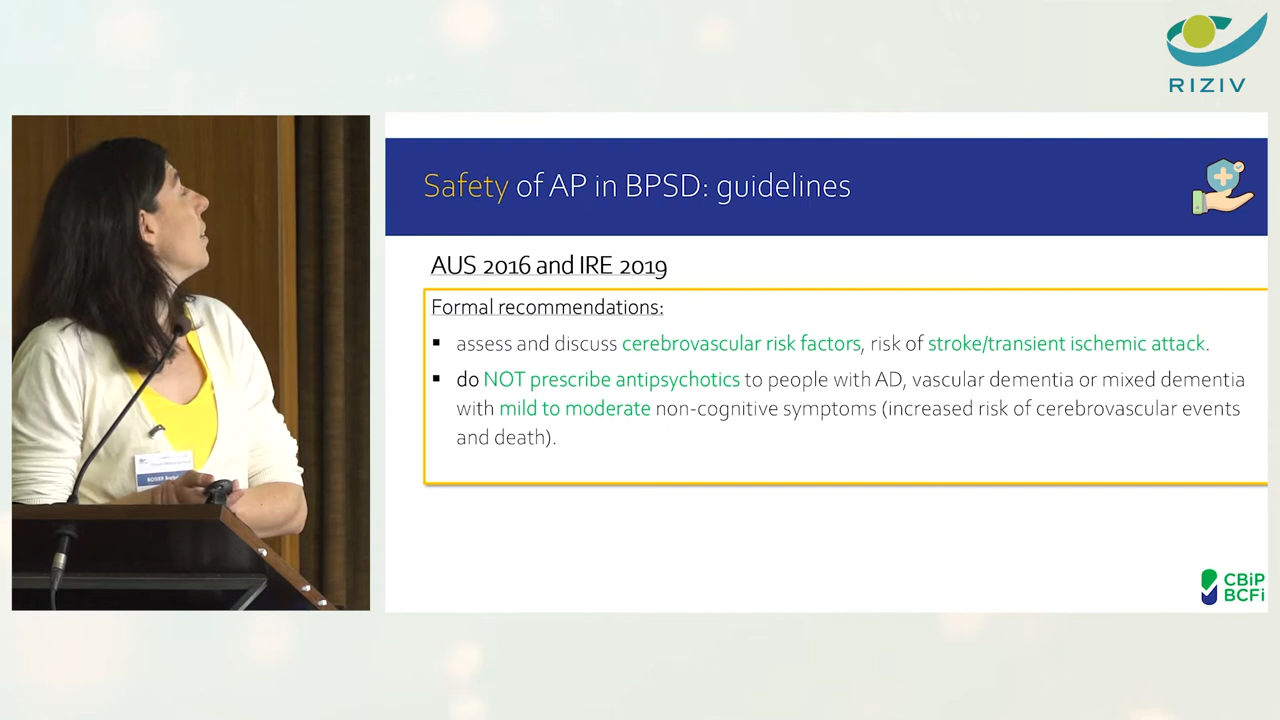 RIZIV
Safety of AP in BPSD: guidelines
AUS 2016 and IRE 2019
Formal recommendations:
▪ assess and discuss cerebrovascular risk factors, risk of stroke/transient ischemic attack.
▪ do NOT prescribe antipsychotics to people with AD, vascular dementia or mixed dementia
with mild to moderate non-cognitive symptoms (increased risk of cerebrovascular events
and death).
ROGER
CBiP
BCFi